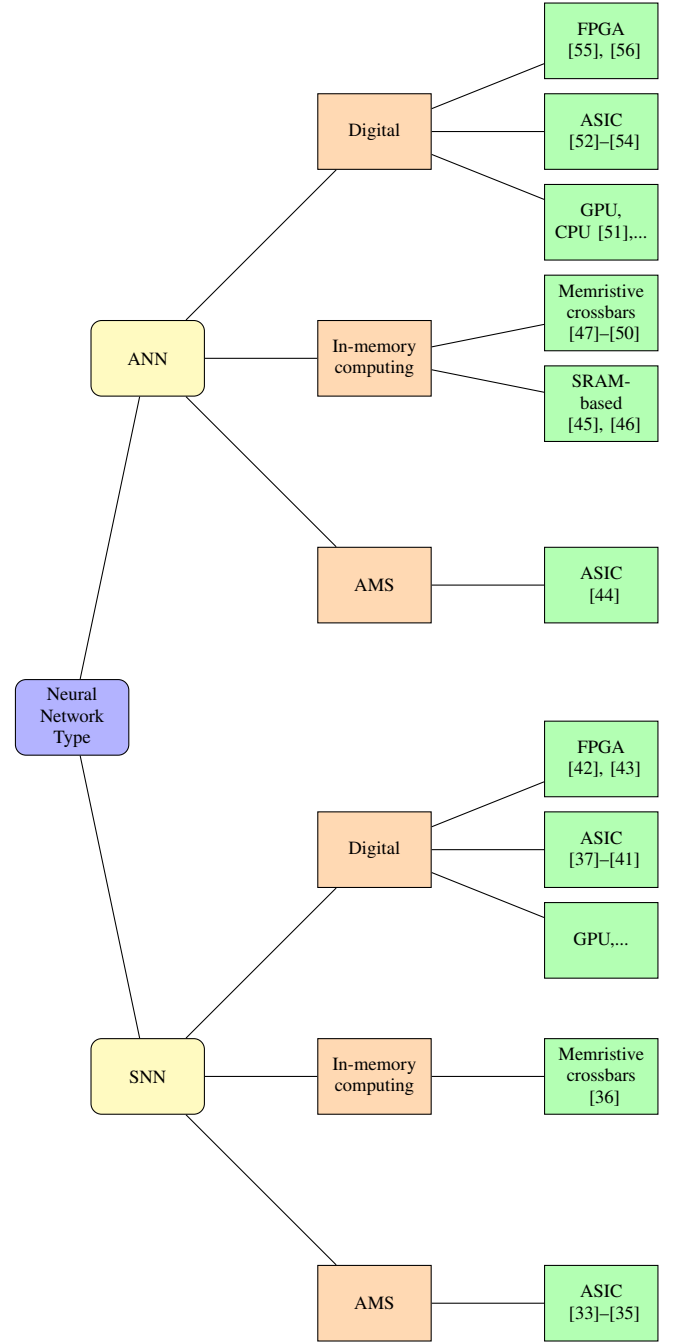 FPGA
[55], [56]
Digital
ASIC
[52]–[54]
GPU,
CPU [51],...
ANN
In-memory
computing
Memristive
crossbars
[47]–[50]
SRAM-
based
[45], [46]
AMS
ASIC
[44]
Neural
Network
Type
FPGA
[42], [43]
Digital
ASIC
[37]–[41]
GPU,...
SNN
In-memory
computing
Memristive
crossbars
[36]
AMS
ASIC
[33]–[35]